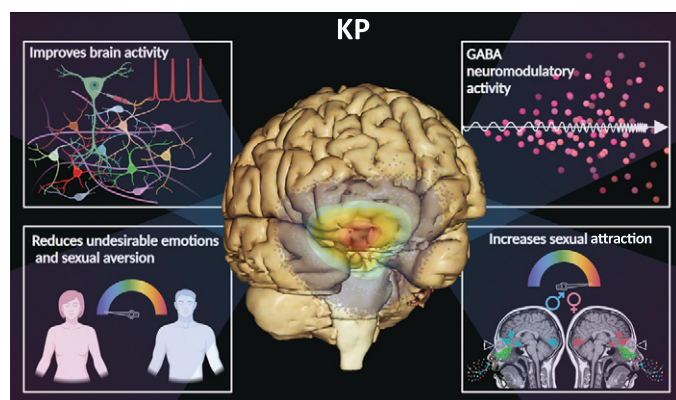 KP
Improves brain activity
GABA
neuromodulatory
activity
Reduces undesirable emotions
and sexual aversion
Increases sexual attraction